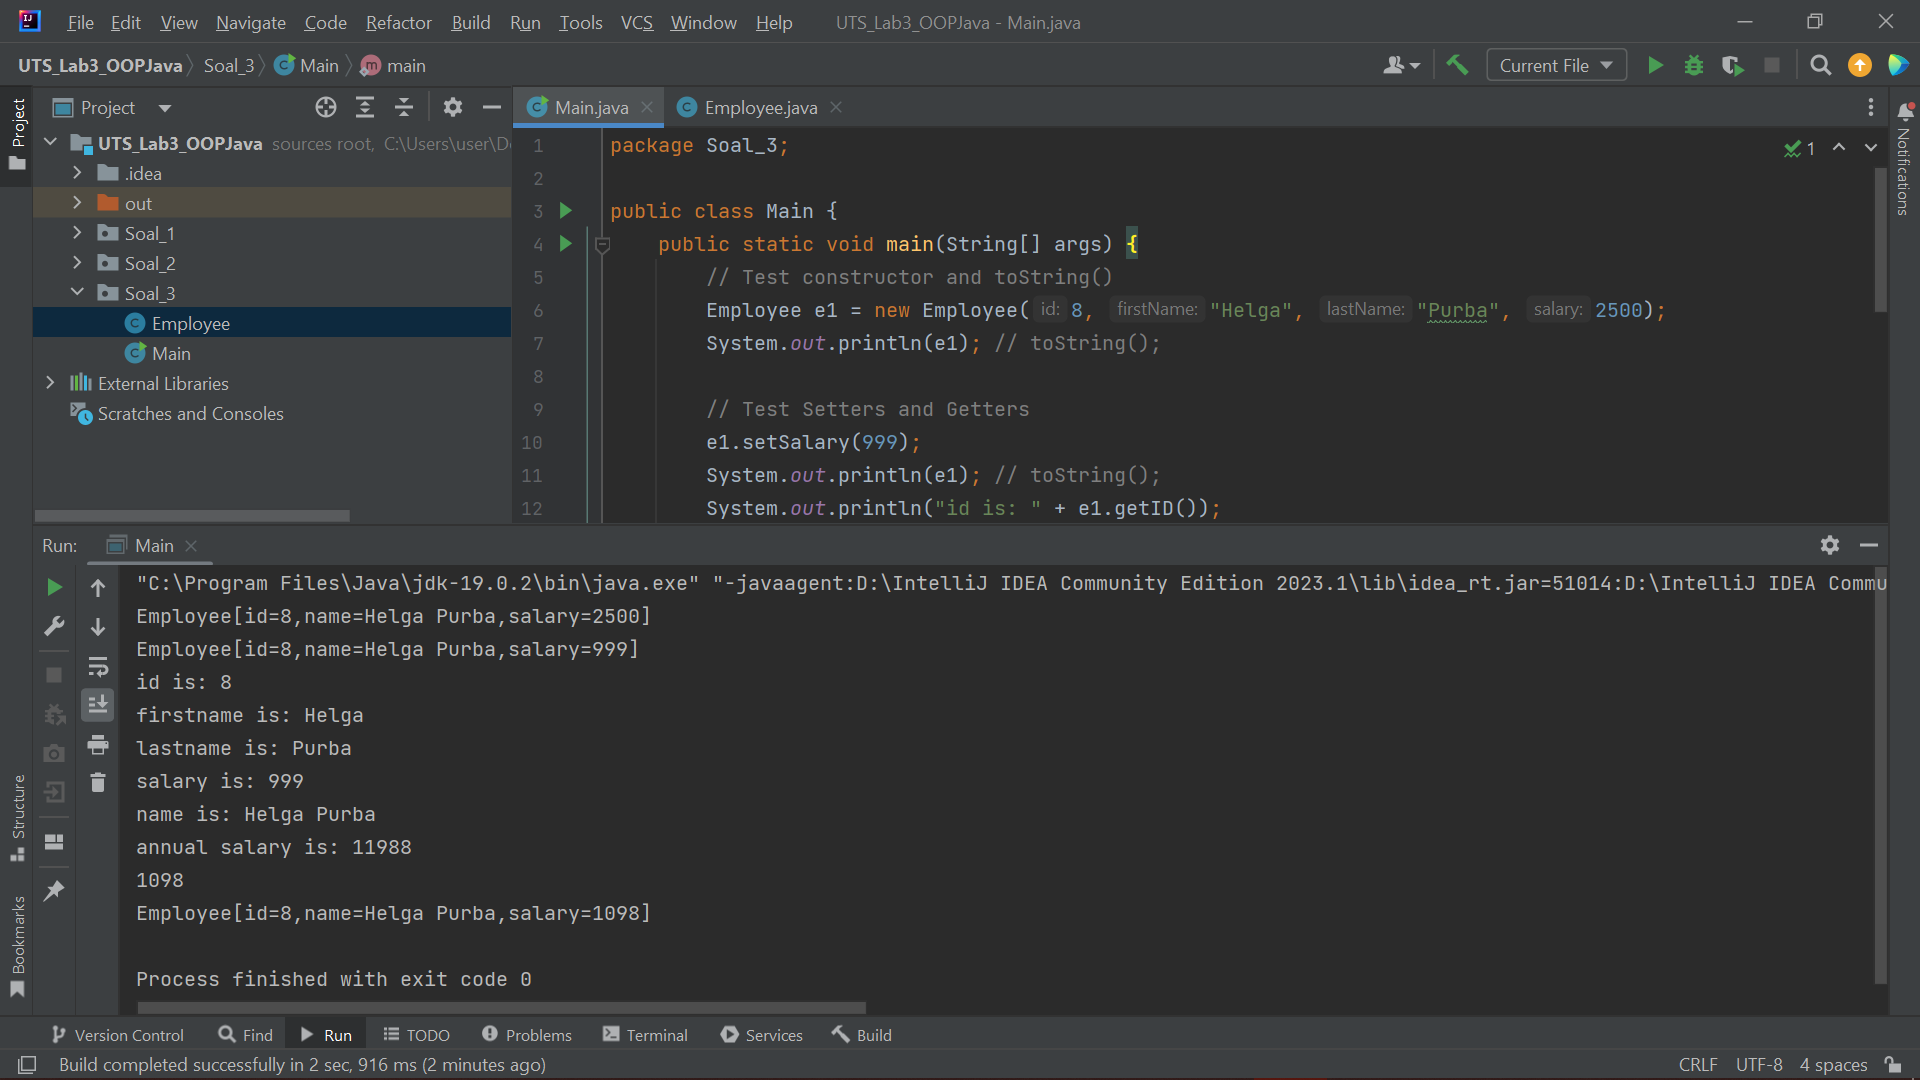 File Edit View Navigate Code Refactor Build Run Tools VCS Window Help UTS_Lab3_OOPJava - Main.java
UTS_Lab3_OOPJava Soal_3 Main main Current File
Project
Project
Main.java Employee.java
Notifications
UTS_Lab3_OOPJava sources root, C:\Users\user\D
.idea
out
Soal_1
Soal_2
Soal_3
Employee
Main
External Libraries
Scratches and Consoles
1 package Soal_3; 1
2
3 public class Main {
4 public static void main(String[] args) {
5 // Test constructor and toString()
6 Employee e1 = new Employee( id: 8, firstName: "Helga", lastName: "Purba", salary: 2500);
7 System.out.println(e1); // toString();
8
9 // Test Setters and Getters
10 e1.setSalary(999);
11 System.out.println(e1); // toString();
12 System.out.println("id is: " + e1.getID());
Run: Main
"C:\Program Files\Java\jdk-19.0.2\bin\java.exe" "-javaagent:D:\IntelliJ IDEA Community Edition 2023.1\lib\idea_rt.jar=51014:D:\IntelliJ IDEA Commu
Employee[id=8,name=Helga Purba,salary=2500]
Employee[id=8,name=Helga Purba,salary=999]
id is: 8
firstname is: Helga
lastname is: Purba
salary is: 999
name is: Helga Purba
annual salary is: 11988
1098
Employee[id=8,name=Helga Purba,salary=1098]
Process finished with exit code 0
Structure
Bookmarks
Version Control Find Run TODO Problems Terminal Services Build
Build completed successfully in 2 sec, 916 ms (2 minutes ago) CRLF UTF-8 4 spaces